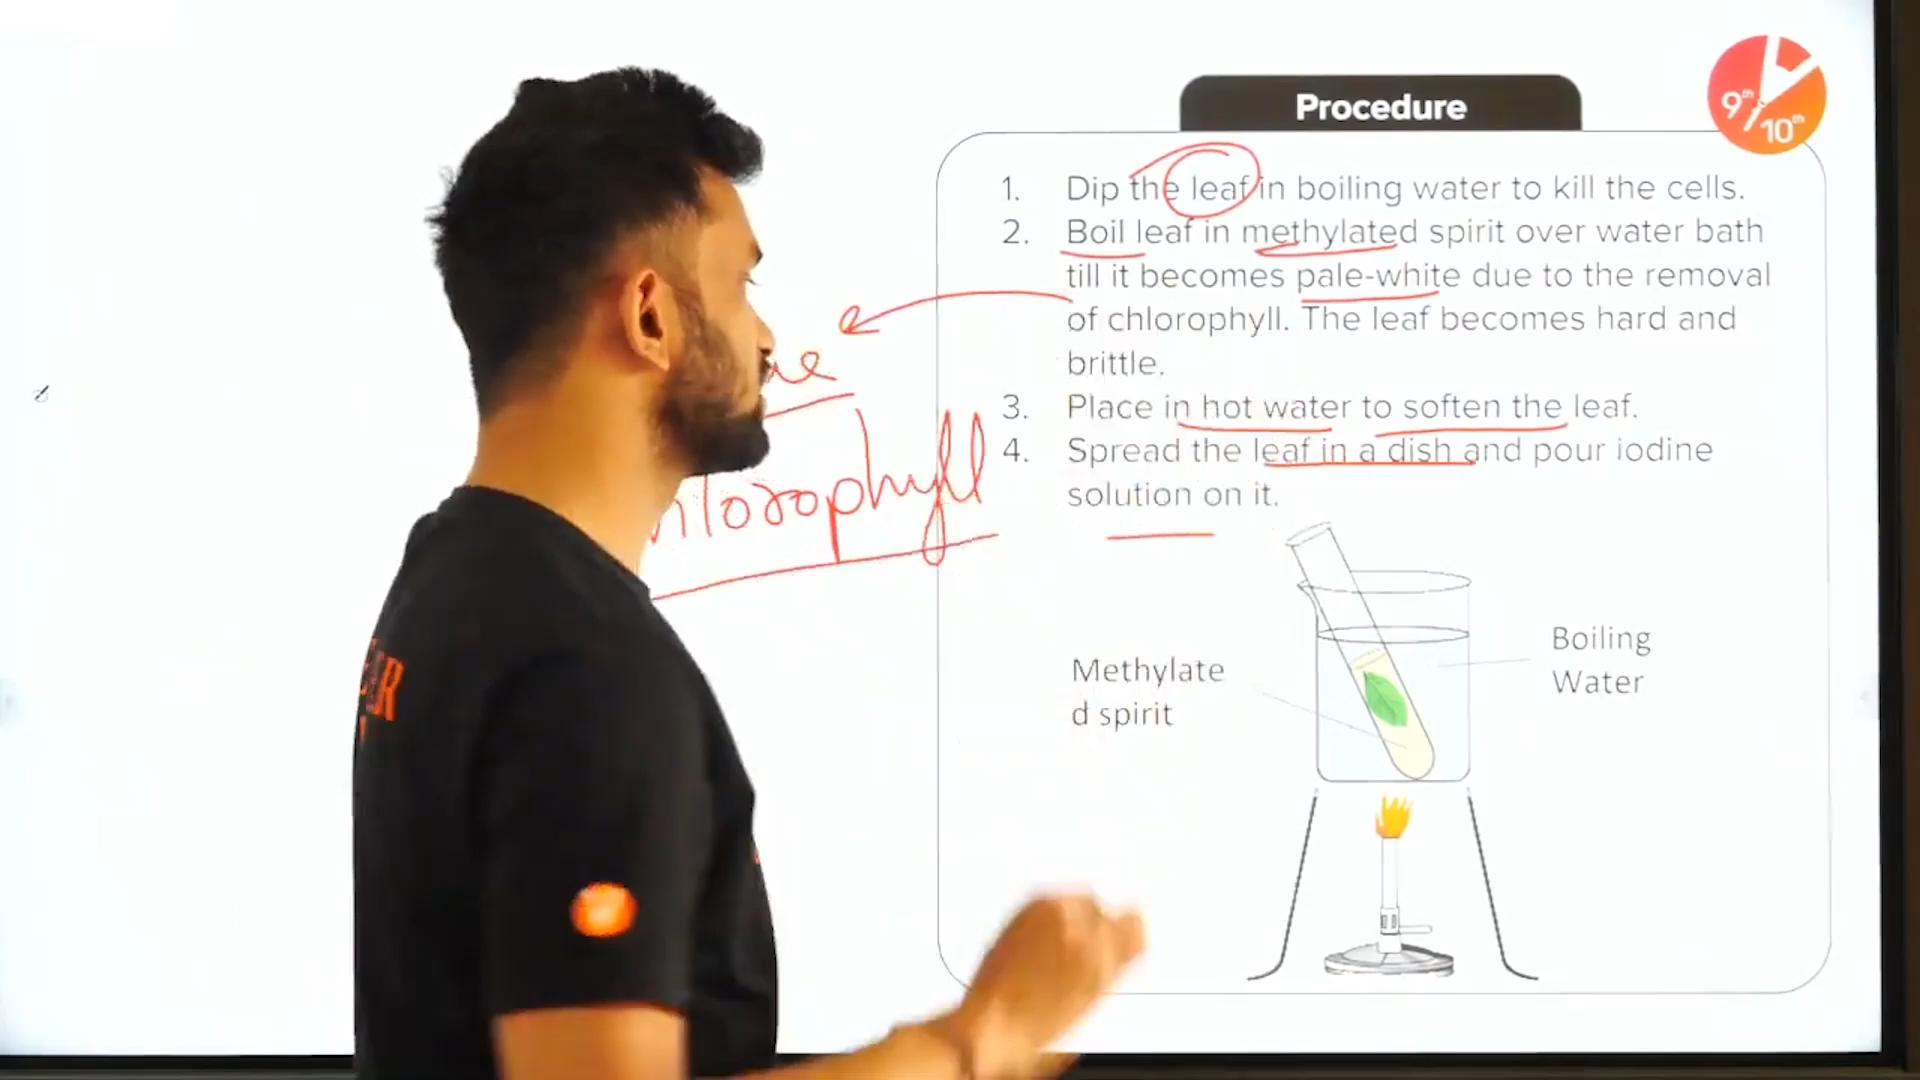 Procedure
9th
10th
1. Dip the leaf in boiling water to kill the cells.
2. Boil leaf in methylated spirit over water bath
till it becomes pale-white due to the removal
of chlorophyll. The leaf becomes hard and
brittle.
3. Place in hot water to soften the leaf.
4. Spread the leaf in a dish and pour iodine
solution on it.
hlorophyll
Methylate
d spirit
Boiling
Water